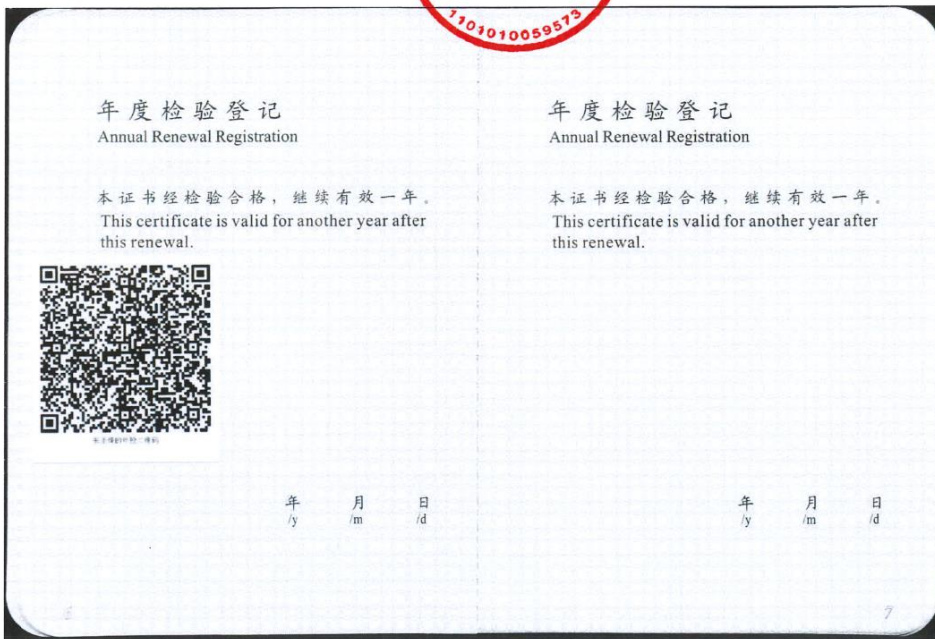 1101010059573
年度检验登记
Annual Renewal Registration
本证书经检验合格，继续有效一年。
This certificate is valid for another year after
this renewal.
年 月 日
/y /m /d
年度检验登记
Annual Renewal Registration
本证书经检验合格，继续有效一年。
This certificate is valid for another year after
this renewal.
年 月 日
/y /m /d
7